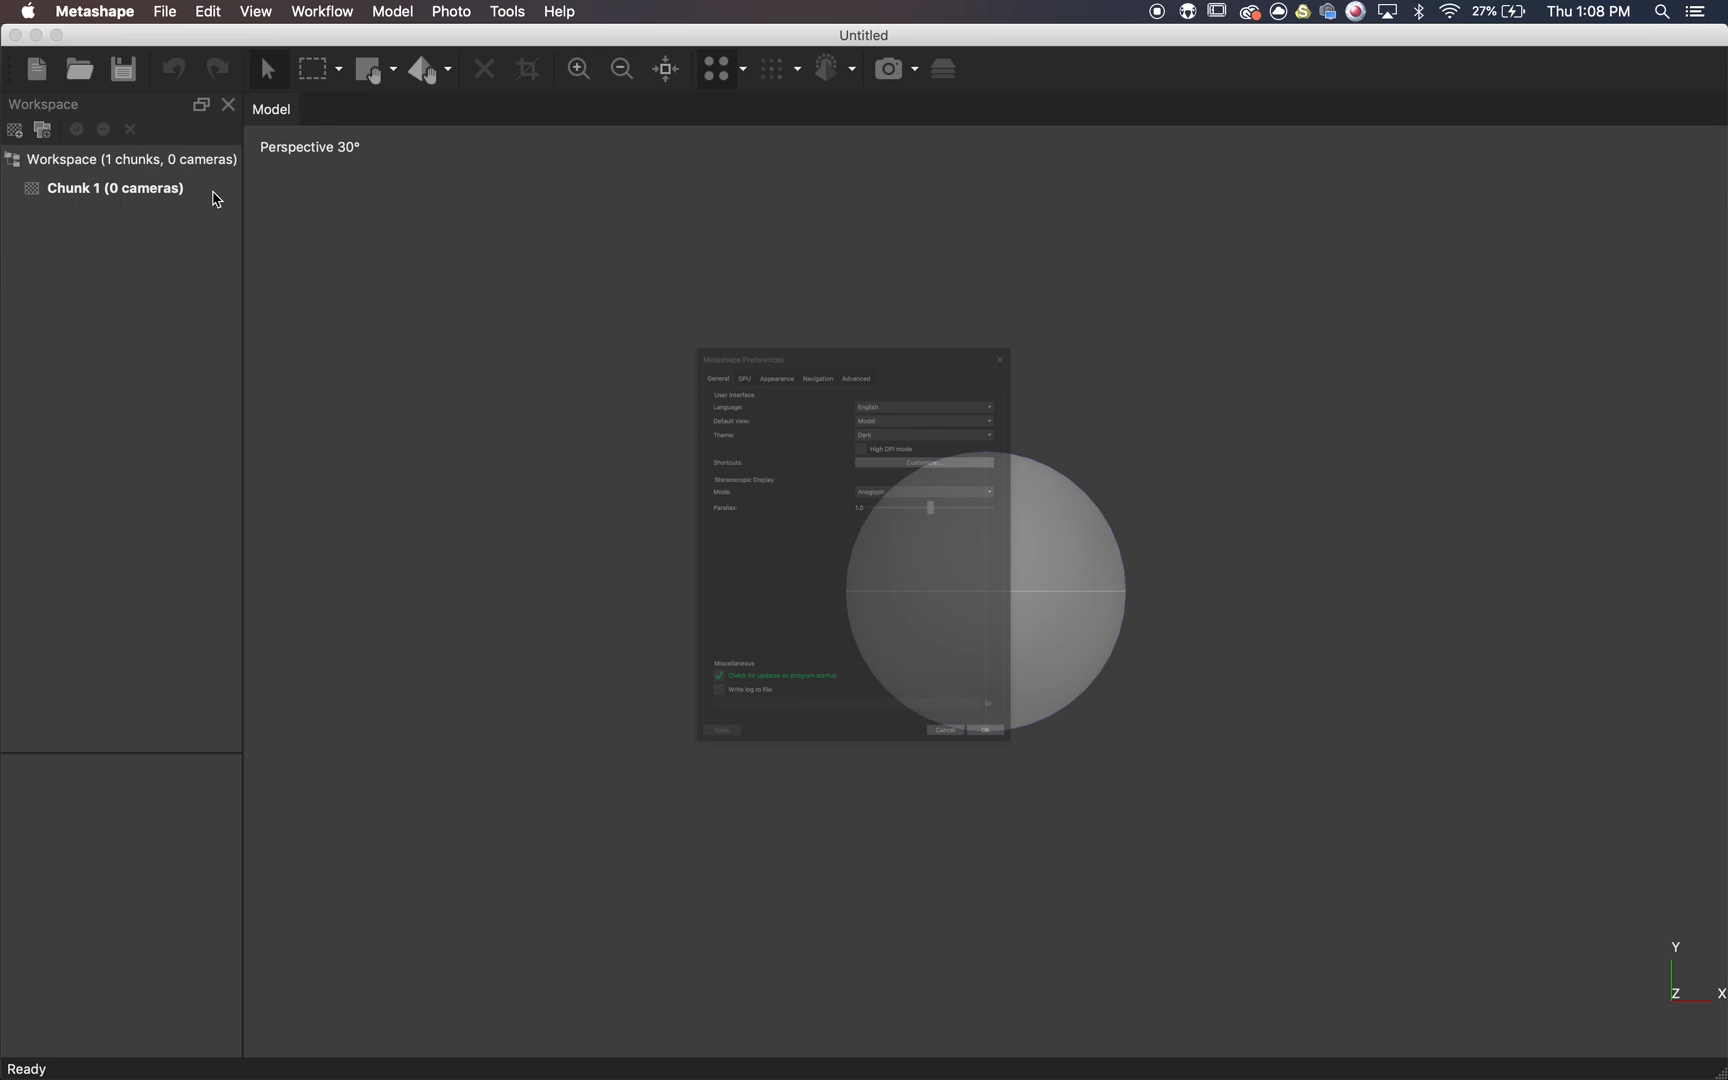 Metashape File Edit View Workflow Model Photo Tools Help 27% Thu 1:08 PM
Untitled
Workspace
Model
Perspective 30°
Workspace (1 chunks, 0 cameras)
Chunk 1 (0 cameras)
Metashape Preferences
General GPU Appearance Navigation Advanced
User Interface
Language: English
Default view: Model
Theme: Dark
High DPI mode
Shortcuts: Customize...
Stereoscopic Display
Mode: Anaglyph
Parallax: 1.0
Miscellaneous
Check for updates on program startup
Write log to file:
Apply Cancel OK
Y
Z X
Ready